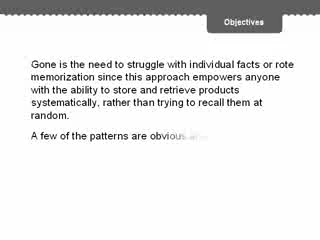 Objectives
Gone is the need to struggle with individual facts or rote
memorization since this approach empowers anyone
with the ability to store and retrieve products
systematically, rather than trying to recall them at
random.
A few of the patterns are obvious